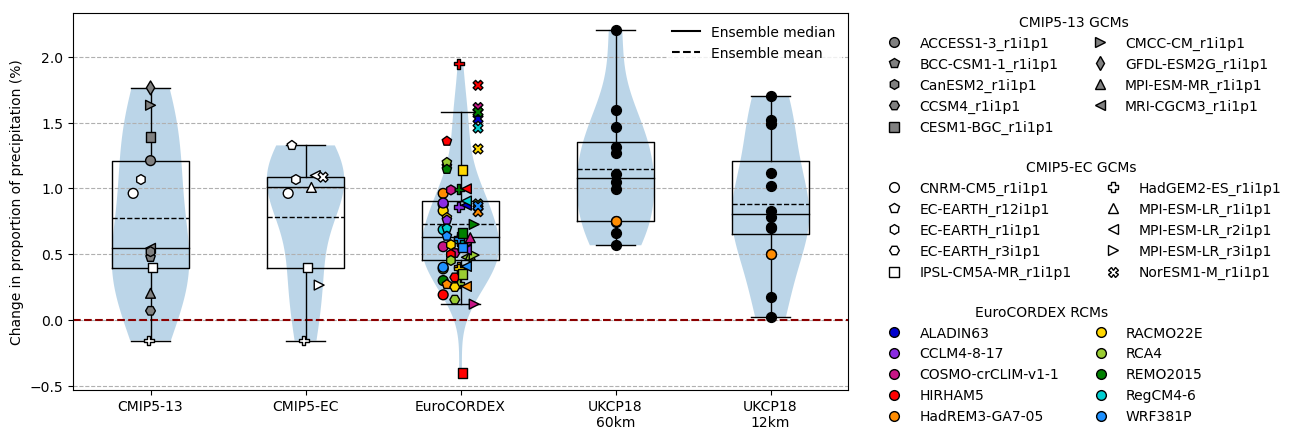 Change in proportion of precipitation (%)
2.0
1.5
1.0
0.5
0.0
−0.5
CMIP5-13
CMIP5-EC
EuroCORDEX
UKCP18
60km
UKCP18
12km
Ensemble median
Ensemble mean
CMIP5-13 GCMs
ACCESS1-3_r1i1p1
BCC-CSM1-1_r1i1p1
CanESM2_r1i1p1
CCSM4_r1i1p1
CESM1-BGC_r1i1p1
CMCC-CM_r1i1p1
GFDL-ESM2G_r1i1p1
MPI-ESM-MR_r1i1p1
MRI-CGCM3_r1i1p1
CMIP5-EC GCMs
CNRM-CM5_r1i1p1
EC-EARTH_r12i1p1
EC-EARTH_r1i1p1
EC-EARTH_r3i1p1
IPSL-CM5A-MR_r1i1p1
HadGEM2-ES_r1i1p1
MPI-ESM-LR_r1i1p1
MPI-ESM-LR_r2i1p1
MPI-ESM-LR_r3i1p1
NorESM1-M_r1i1p1
EuroCORDEX RCMs
ALADIN63
CCLM4-8-17
COSMO-crCLIM-v1-1
HIRHAM5
HadREM3-GA7-05
RACMO22E
RCA4
REMO2015
RegCM4-6
WRF381P